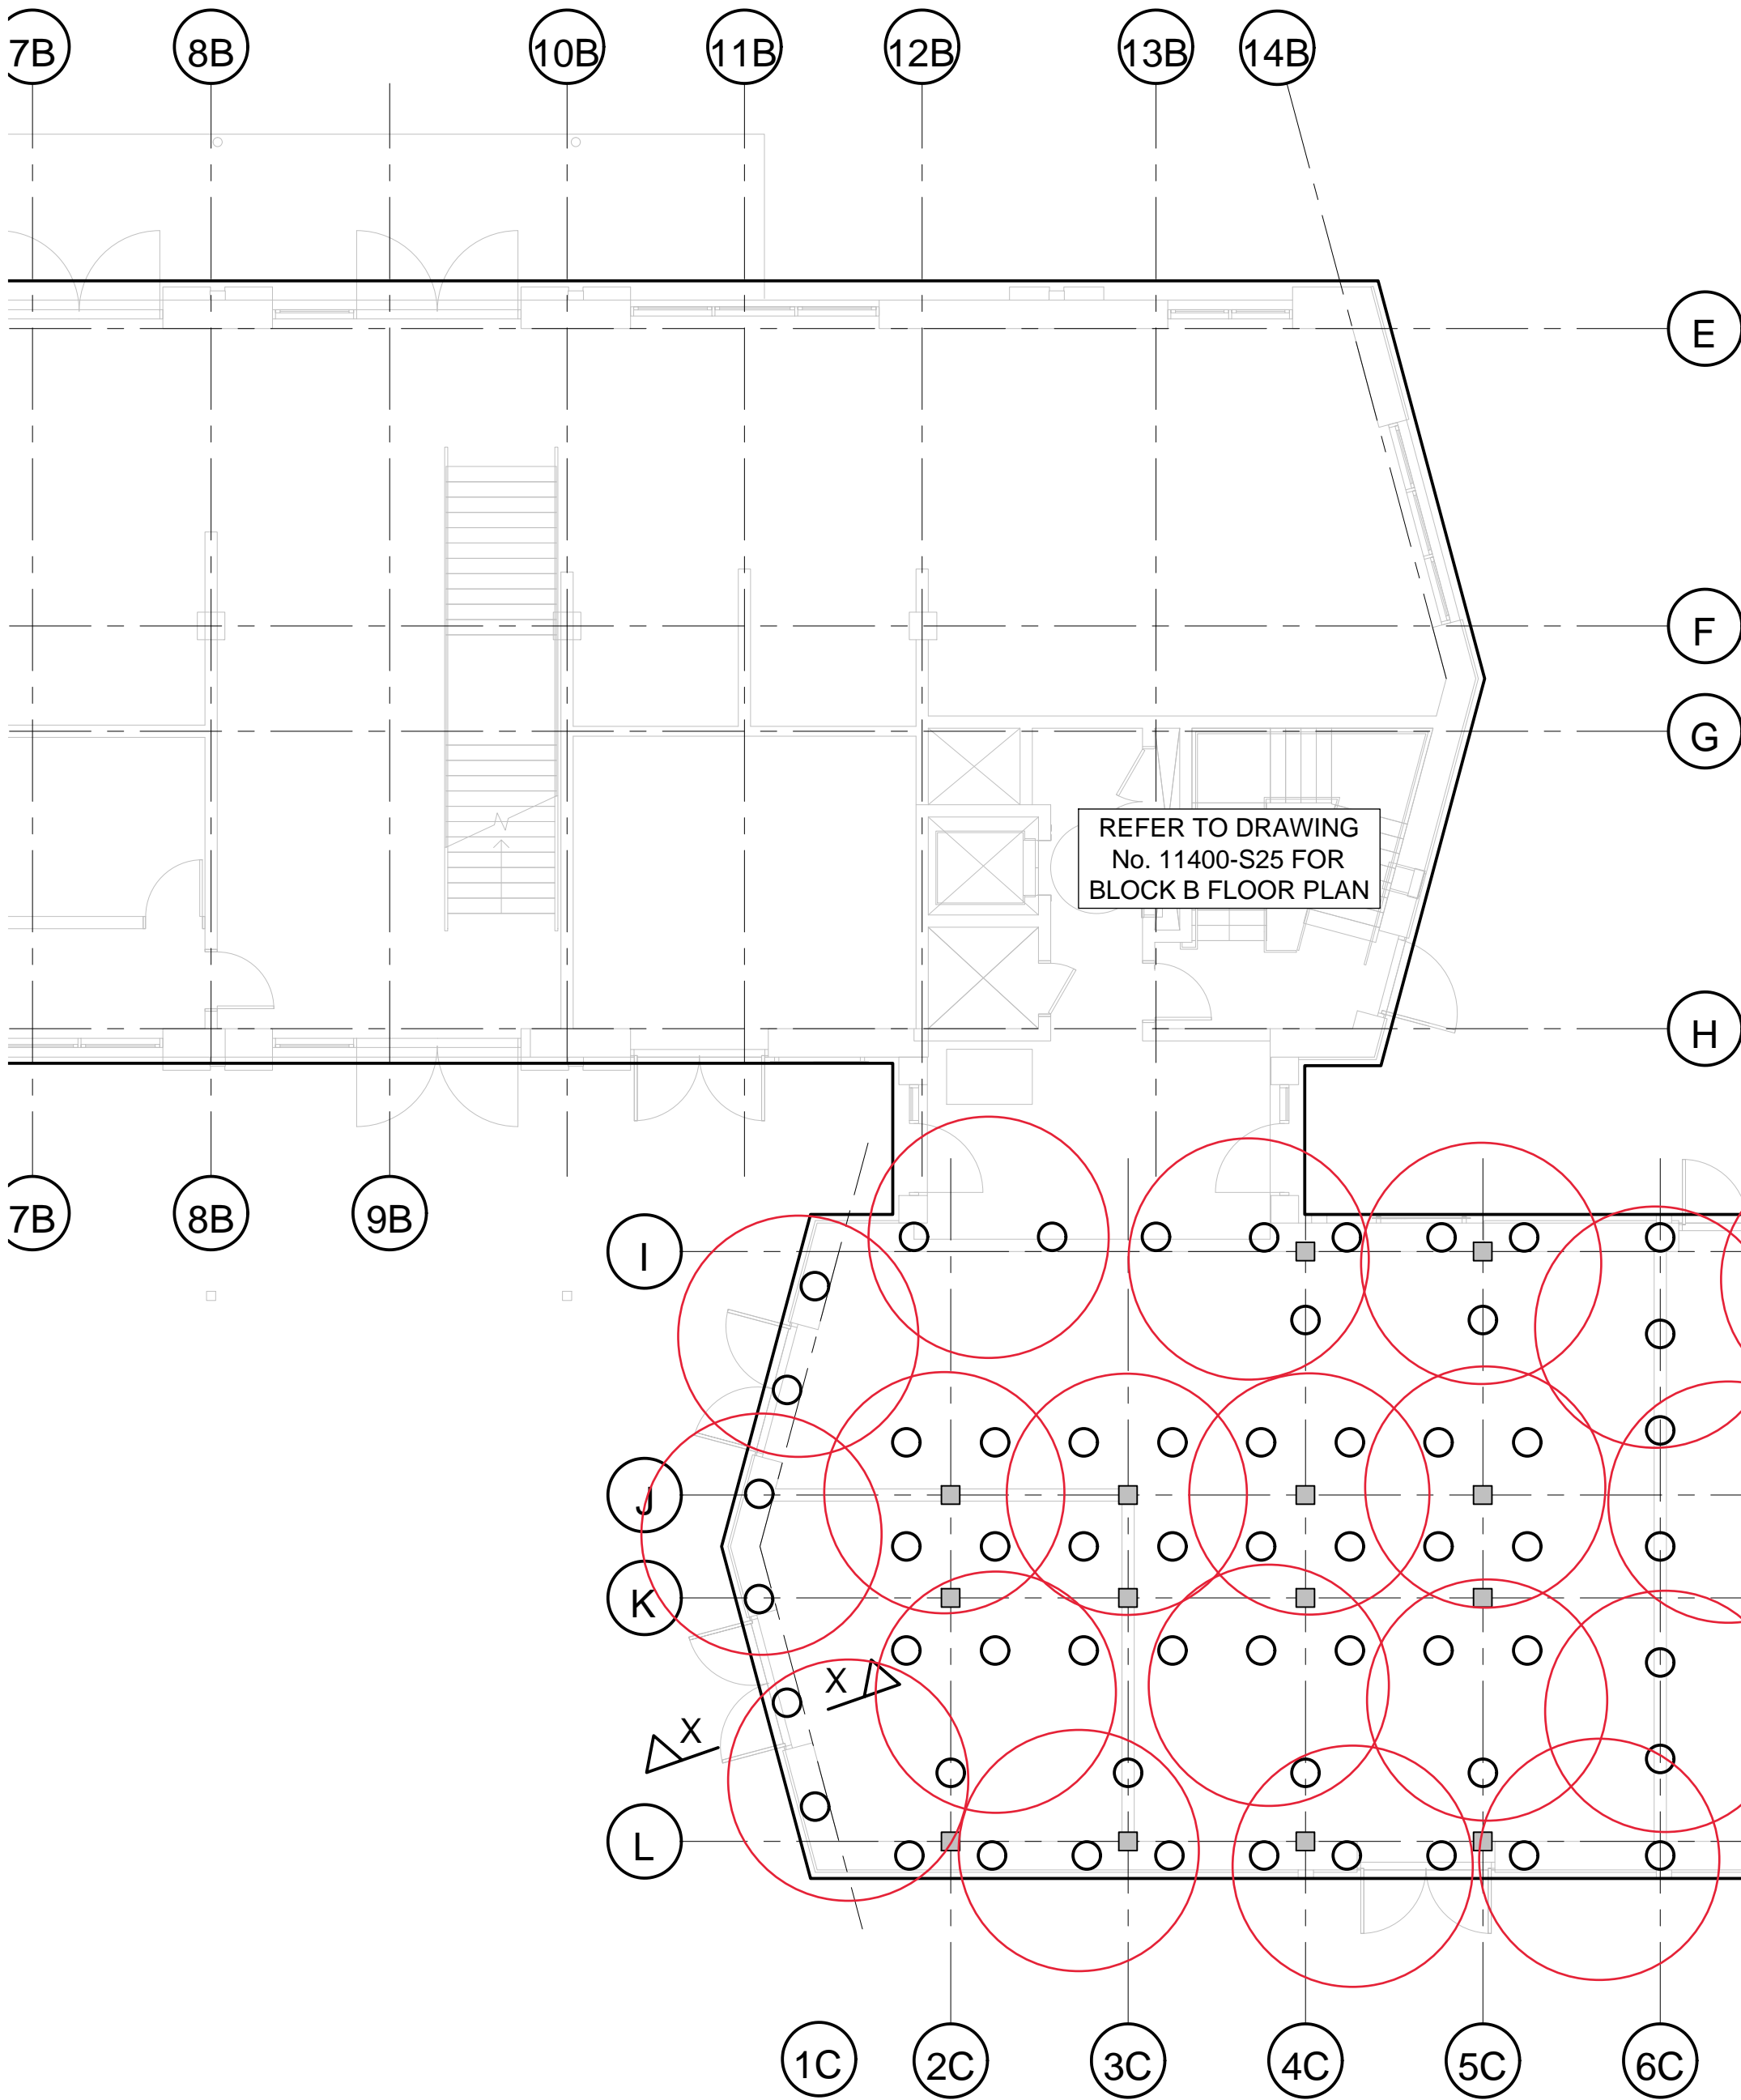 7B
8B
10B
11B
12B
13B
14B
E
F
G
REFER TO DRAWING
No. 11400-S25 FOR
BLOCK B FLOOR PLAN
H
7B
8B
9B
I
J
K
X
X
L
1C
2C
3C
4C
5C
6C